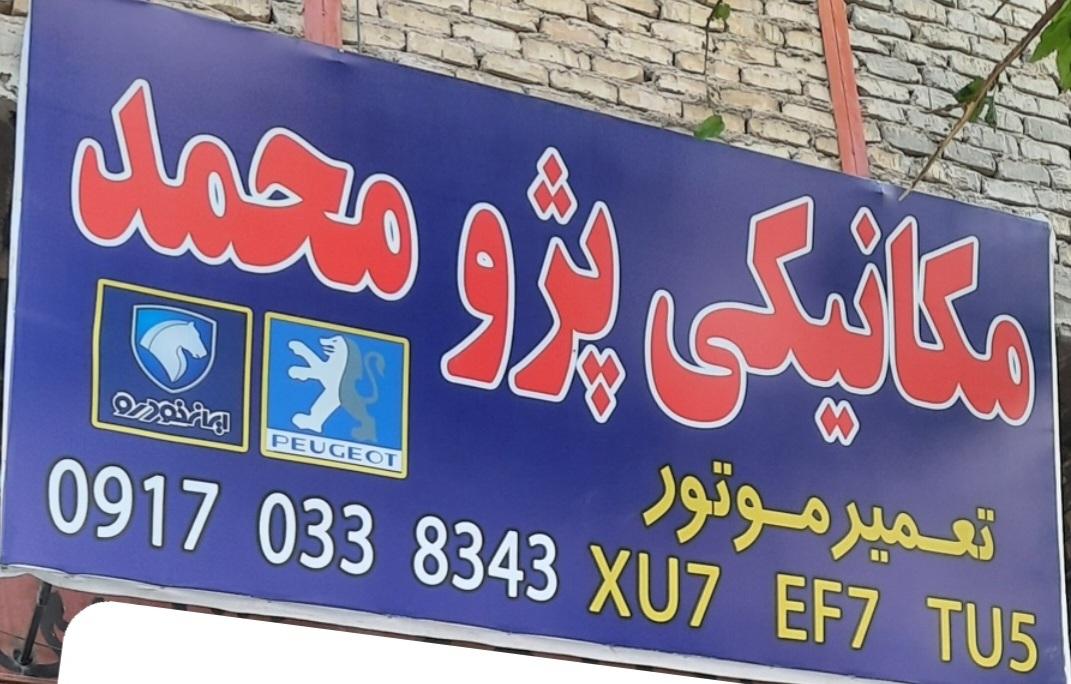 مکانیکی پژو محمد
ایران‌خودرو
PEUGEOT
تعمیر موتور
XU7 EF7 TU5
0917 033 8343